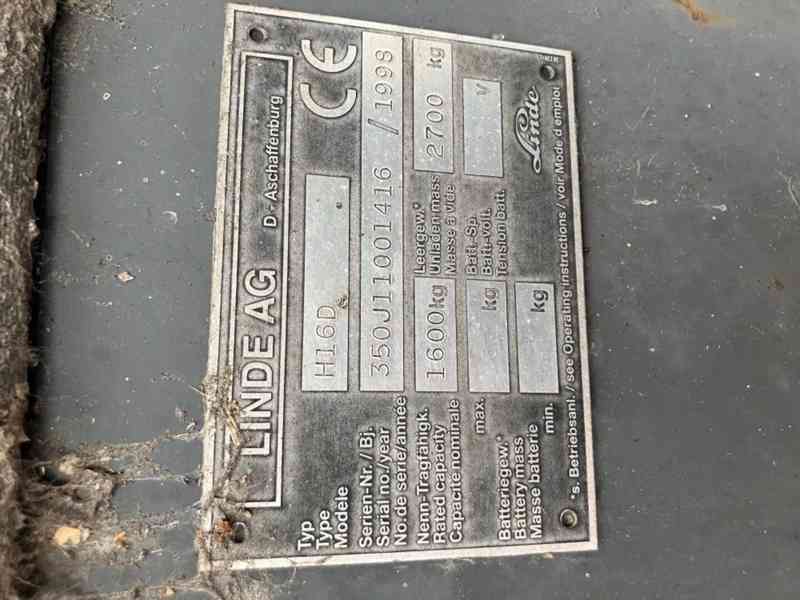 LINDE AG D - Aschaffenburg
CE
Typ
Type
Modele
H16D
Serien-Nr. / Bj.
Serial no./year
No. de serie/année
350J11001416 / 1998
Nenn-Tragfähigk.
Rated capacity
Capacite nominale
1600kg
Leergew.*
Unladen mass
Masse à vide
2700 kg
Batteriegew.*
Battery mass
Masse batterie
max.
kg
min.
kg
Batt-Sp.
Batt-volt.
Tension batt.
V
Linde
*s. Betriebsanl. / see Operating instructions / voir Mode d emploi